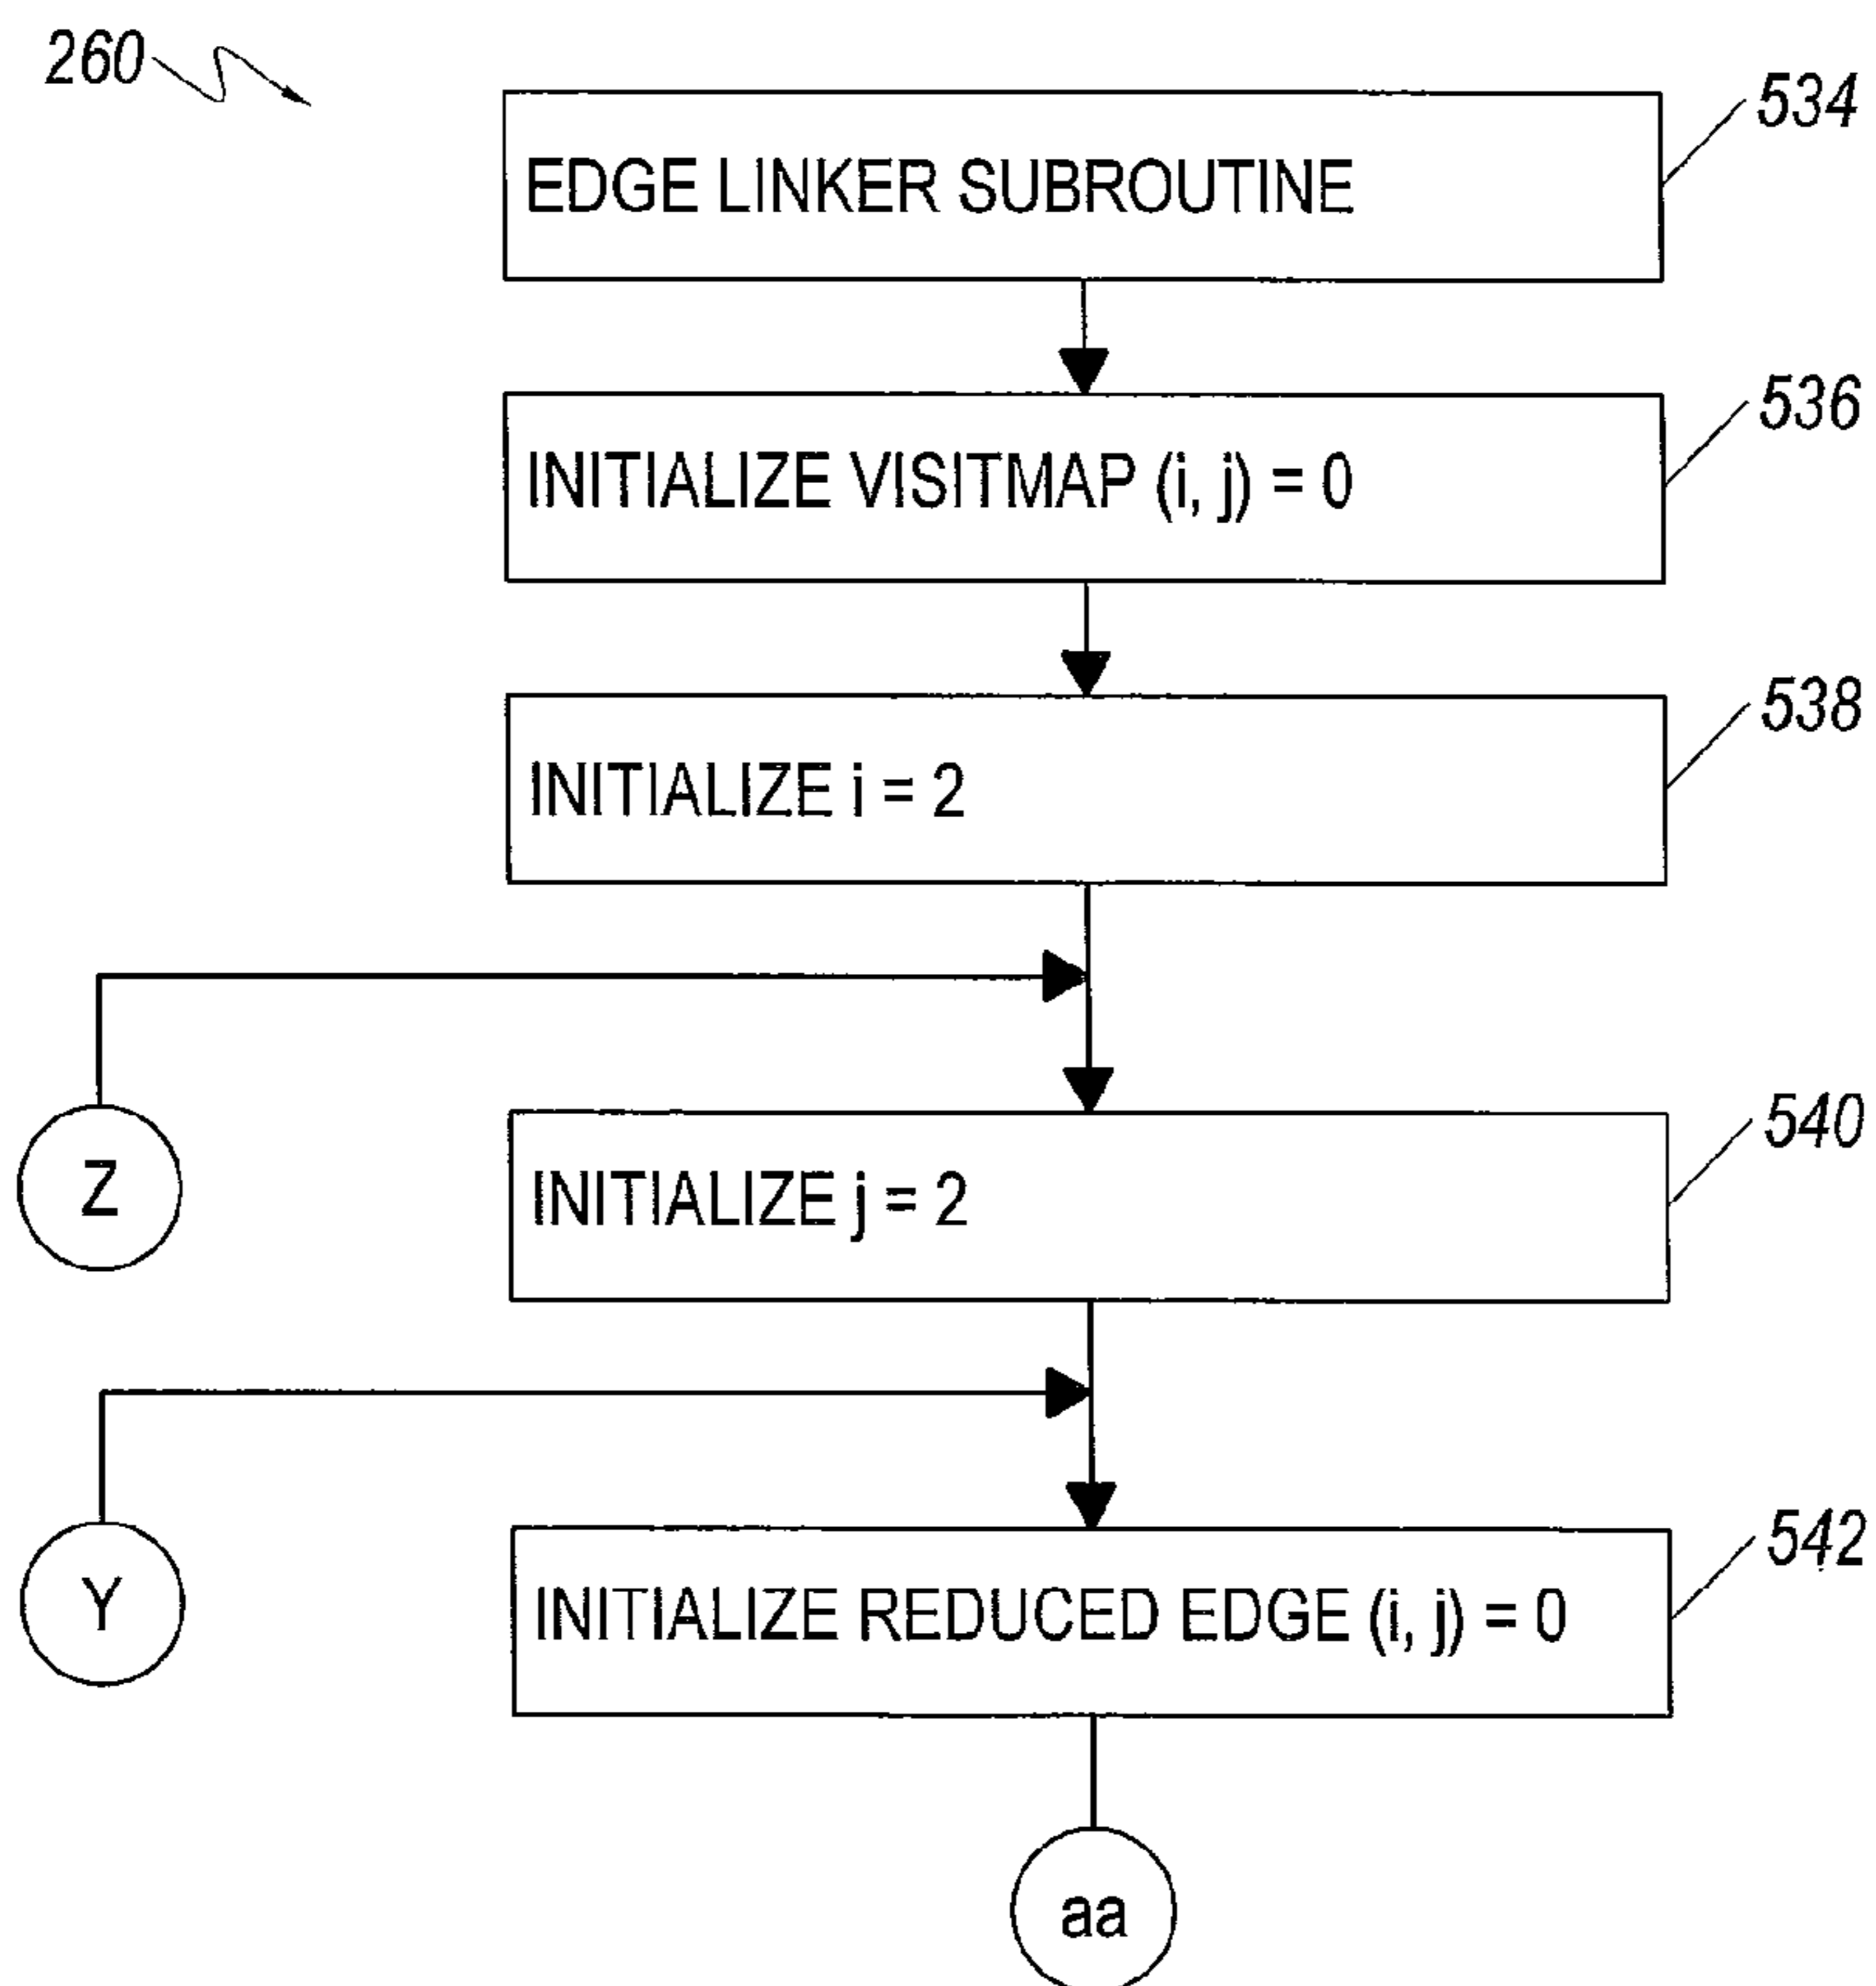 260
534
EDGE LINKER SUBROUTINE
536
INITIALIZE VISITMAP (i, j) = 0
538
INITIALIZE i = 2
540
Z
INITIALIZE j = 2
542
Y
INITIALIZE REDUCED EDGE (i, j) = 0
aa